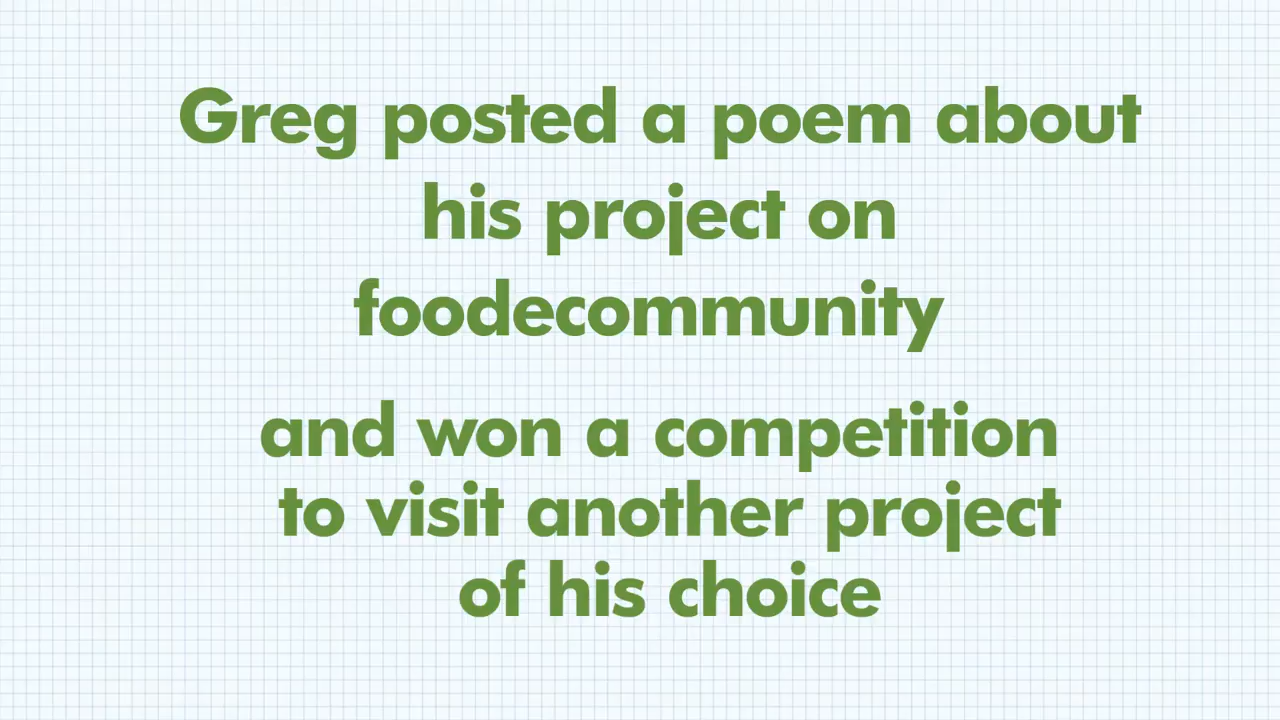 Greg posted a poem about
his project on
foodecommunity
and won a competition
to visit another project
of his choice